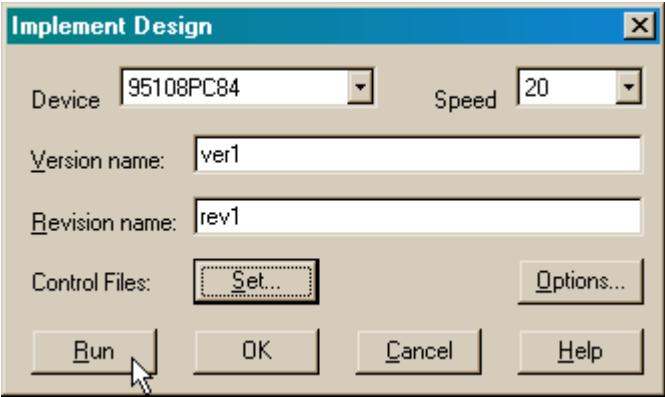 Implement Design
Device 95108PC84 Speed 20
Version name: ver1
Revision name: rev1
Control Files: Set... Options...
Run OK Cancel Help